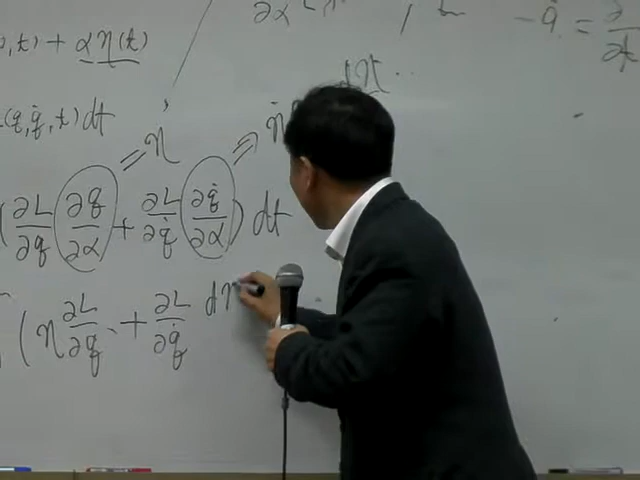 ,t) + αη(t)
(q, q̇, t) dt
= η
= η̇
dη
(∂L/∂q ∂q/∂α + ∂L/∂q̇ ∂q̇/∂α) dt
(η ∂L/∂q + ∂L/∂q̇ dη
∂α
- q̇ = ∂/∂t